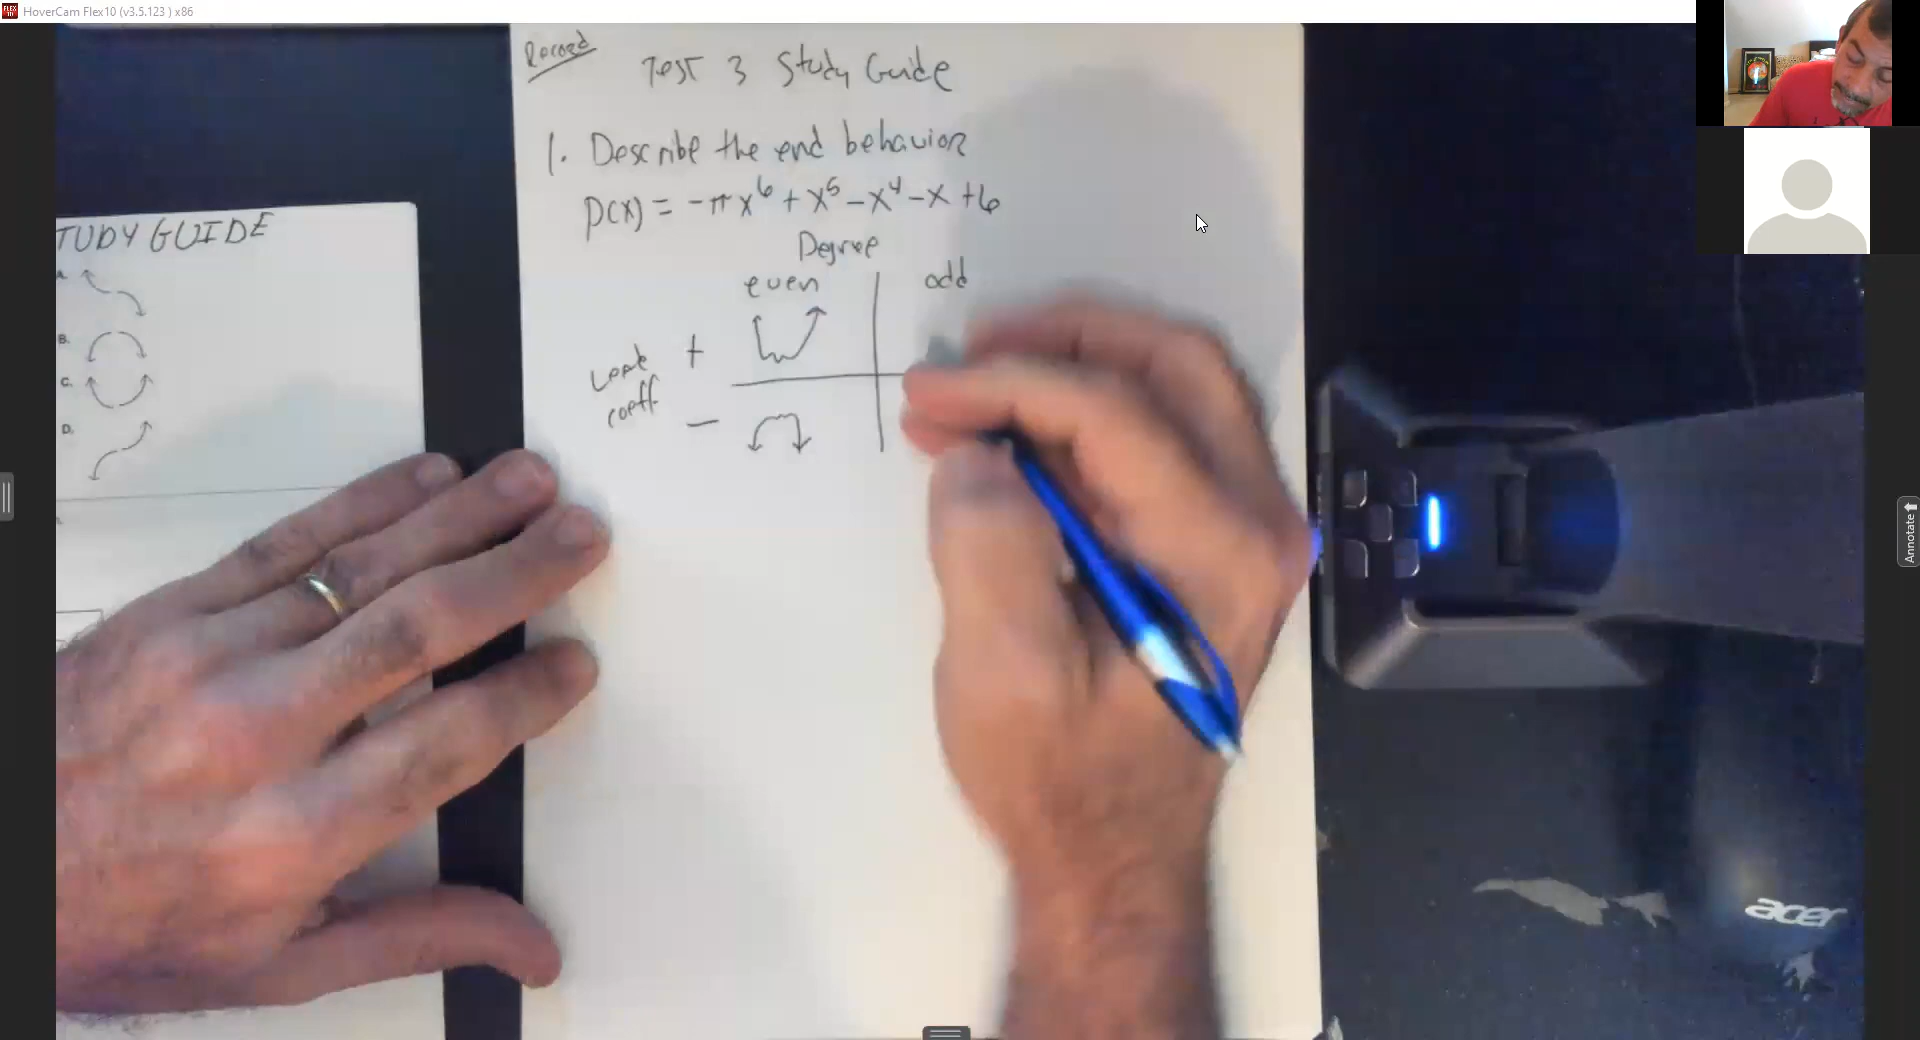 HoverCam Flex10 (v3.5.123 ) x86
Record
Test 3 Study Guide
1. Describe the end behavior
p(x) = -πx⁶ + x⁵ - x⁴ - x + 6
Degree
even odd
Lead coeff
+
-
TUDY GUIDE
A.
B.
C.
D.
Annotate
acer